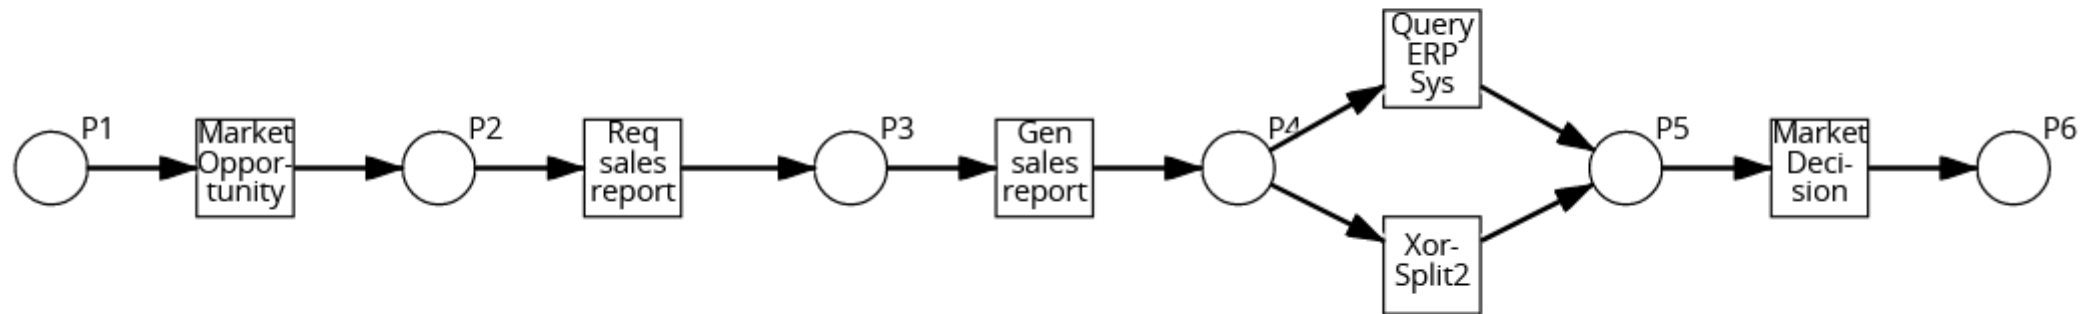 P1
Market
Oppor-
tunity
P2
Req
sales
report
P3
Gen
sales
report
P4
Query
ERP
Sys
Xor-
Split2
P5
Market
Deci-
sion
P6